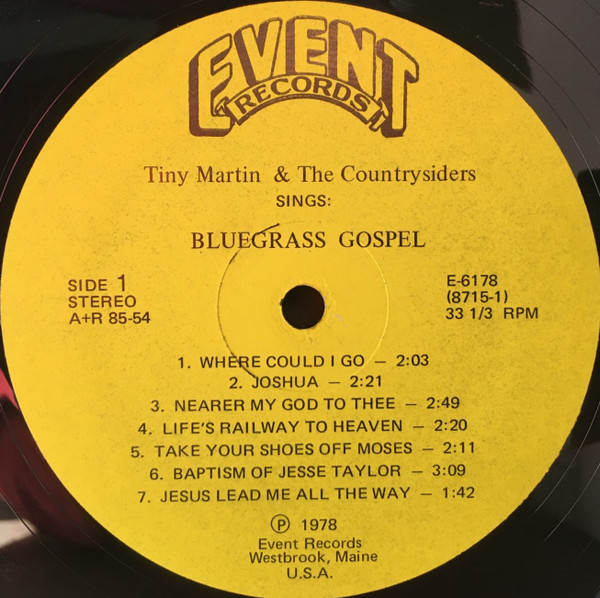 EVENT
RECORDS
Tiny Martin & The Countrysiders
SINGS:
BLUEGRASS GOSPEL
SIDE 1
STEREO
A+R 85-54
E-6178
(8715-1)
33 1/3 RPM
1. WHERE COULD I GO — 2:03
2. JOSHUA — 2:21
3. NEARER MY GOD TO THEE — 2:49
4. LIFE'S RAILWAY TO HEAVEN — 2:20
5. TAKE YOUR SHOES OFF MOSES — 2:11
6. BAPTISM OF JESSE TAYLOR — 3:09
7. JESUS LEAD ME ALL THE WAY — 1:42
Ⓟ 1978
Event Records
Westbrook, Maine
U.S.A.